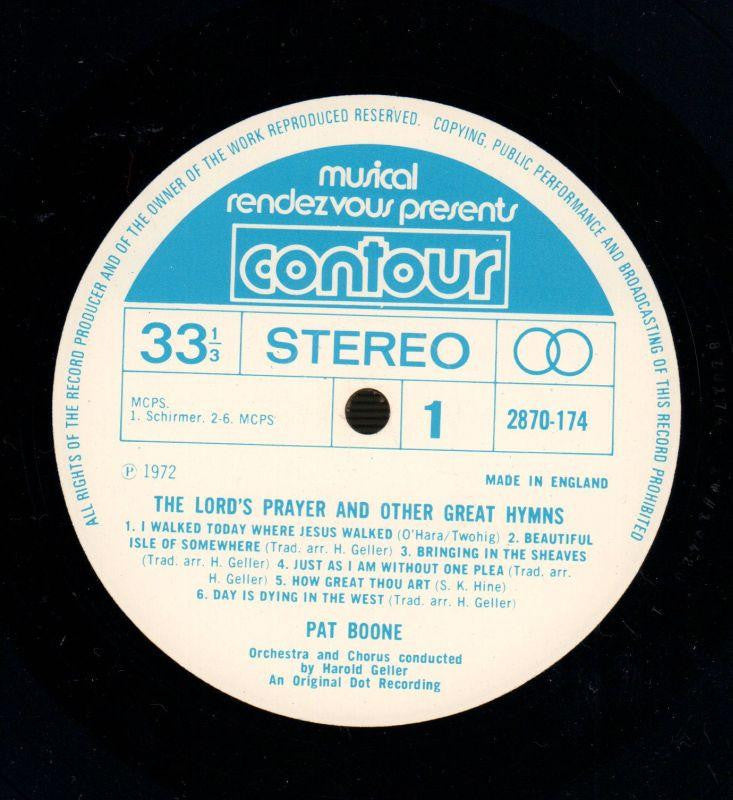 ALL RIGHTS OF THE RECORD PRODUCER AND OF THE OWNER OF THE WORK REPRODUCED RESERVED. COPYING, PUBLIC PERFORMANCE AND BROADCASTING OF THIS RECORD PROHIBITED
musical
rendezvous presents
contour
33 1/3
STEREO
MCPS.
1. Schirmer. 2-6. MCPS
1
2870-174
℗ 1972
MADE IN ENGLAND
THE LORD'S PRAYER AND OTHER GREAT HYMNS
1. I WALKED TODAY WHERE JESUS WALKED (O'Hara/Twohig) 2. BEAUTIFUL
ISLE OF SOMEWHERE (Trad. arr. H. Geller) 3. BRINGING IN THE SHEAVES
(Trad. arr. H. Geller) 4. JUST AS I AM WITHOUT ONE PLEA (Trad. arr.
H. Geller) 5. HOW GREAT THOU ART (S. K. Hine)
6. DAY IS DYING IN THE WEST (Trad. arr. H. Geller)
PAT BOONE
Orchestra and Chorus conducted
by Harold Geller
An Original Dot Recording